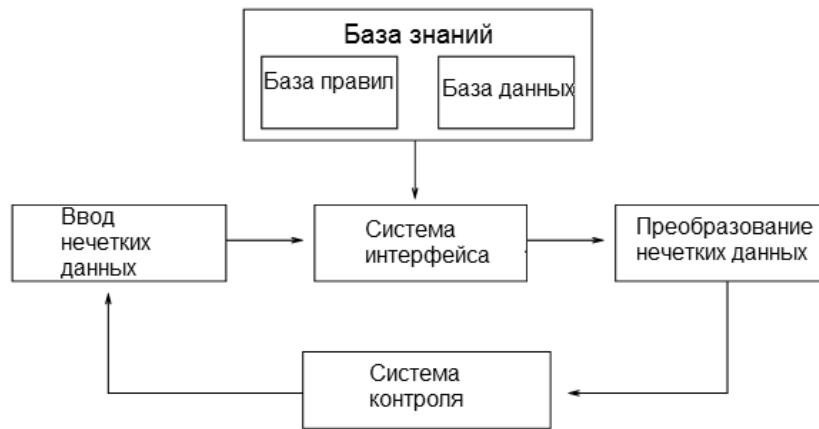 База знаний
База правил
База данных
Ввод
нечетких
данных
Система
интерфейса
Преобразование
нечетких данных
Система
контроля